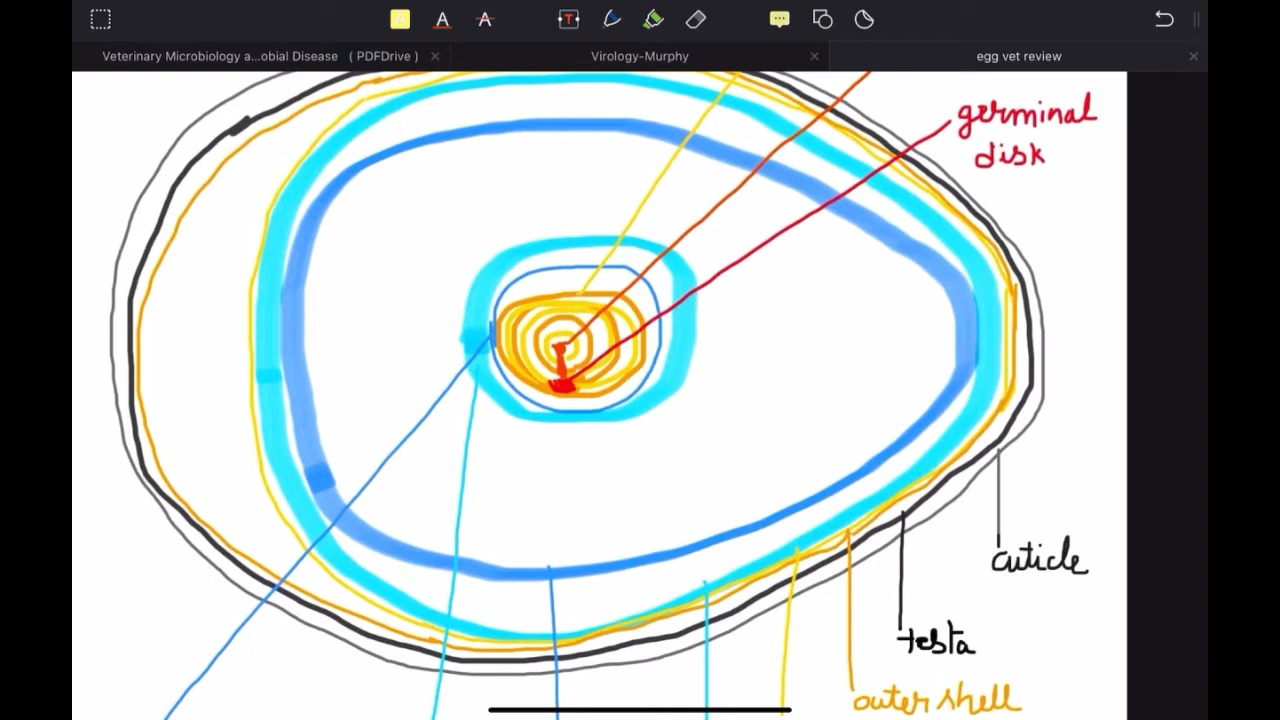 A A A T
Veterinary Microbiology a...obial Disease ( PDFDrive ) × Virology-Murphy × egg vet review ×
germinal
disk
cuticle
testa
outer shell